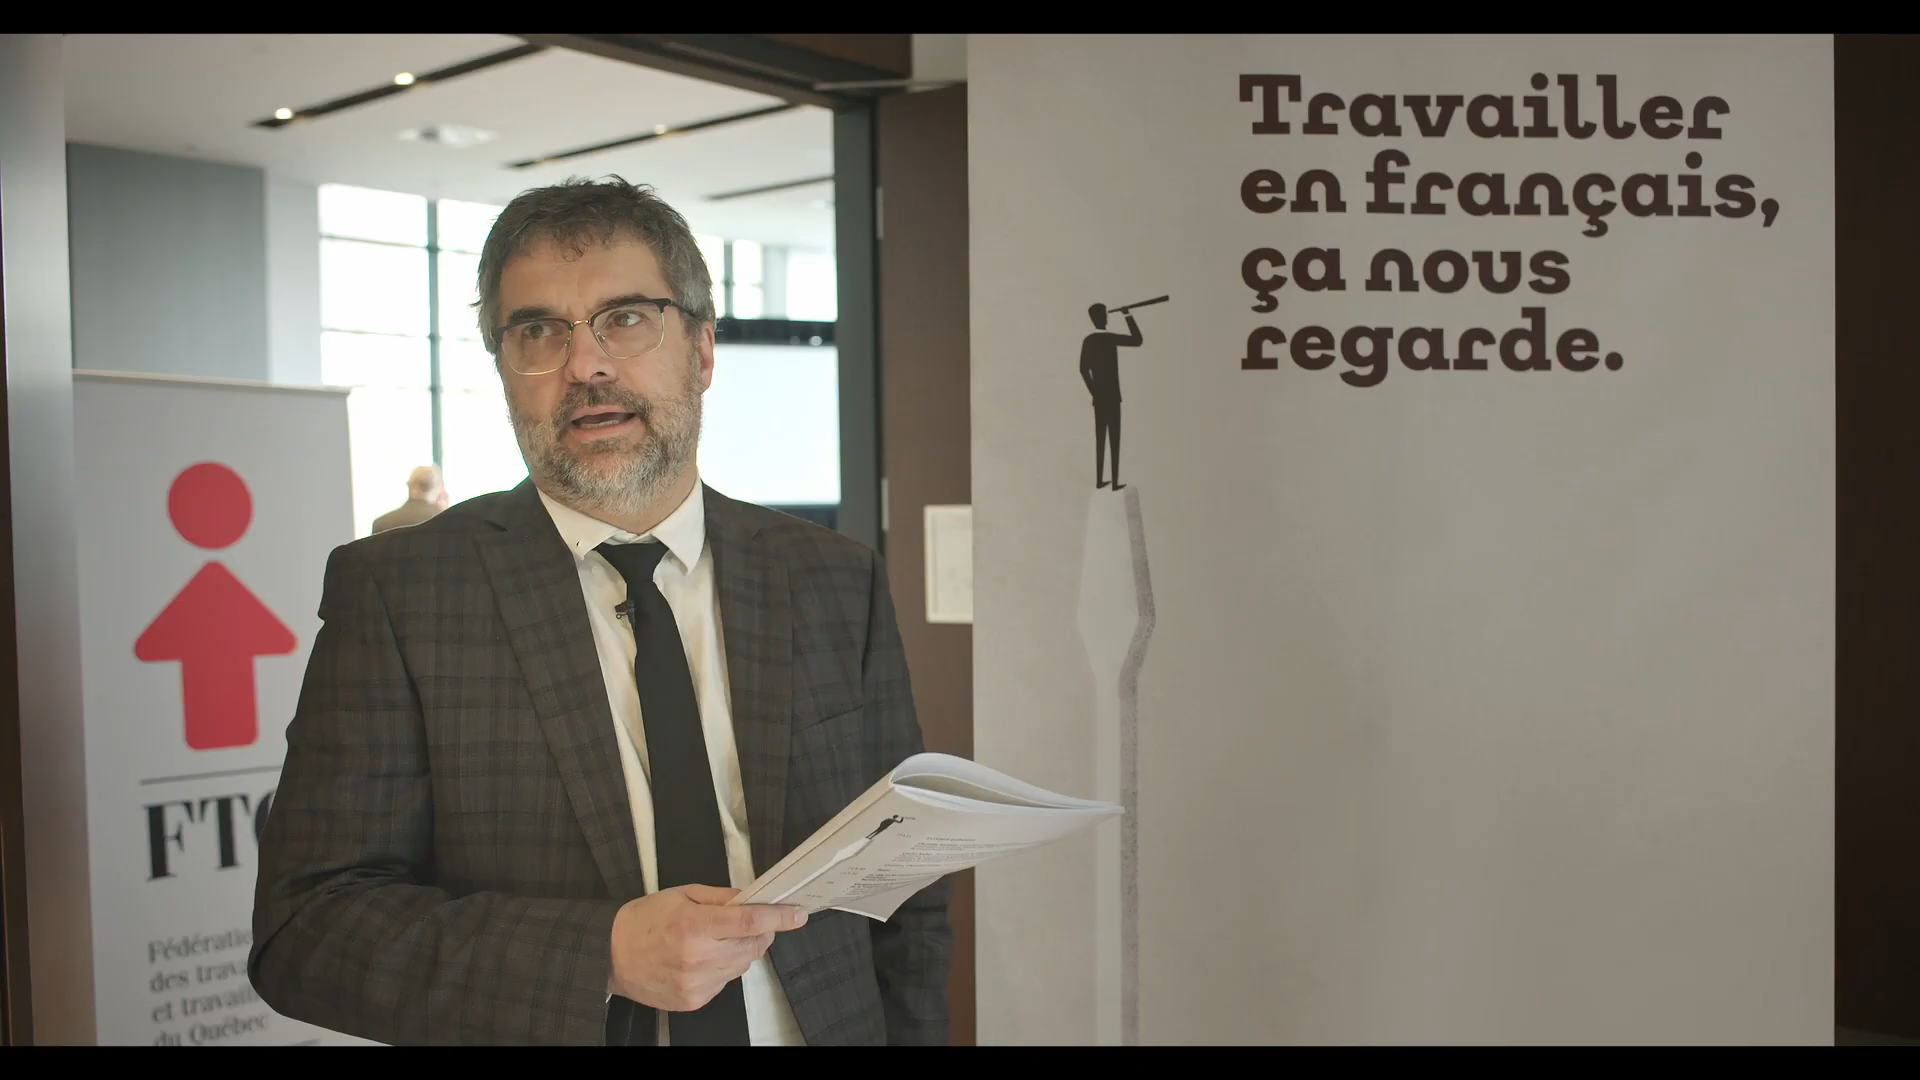 Travailler
en français,
ça nous
regarde.
FTQ
Fédératio
des trava
et travail
du Québec